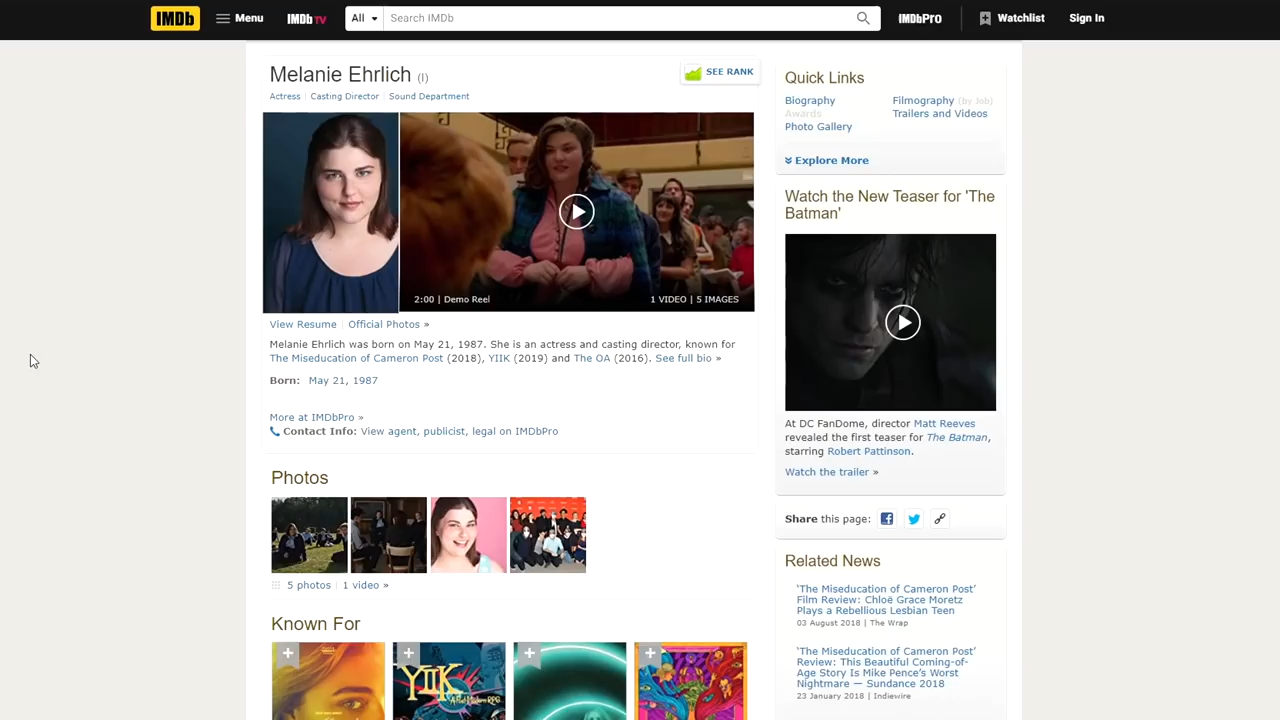 IMDb
Menu
IMDb TV
All
Search IMDb
IMDbPro
Watchlist
Sign In
Melanie Ehrlich (I)
SEE RANK
Actress | Casting Director | Sound Department
2:00 | Demo Reel
1 VIDEO | 5 IMAGES
View Resume | Official Photos »
Melanie Ehrlich was born on May 21, 1987. She is an actress and casting director, known for
The Miseducation of Cameron Post (2018), YIIK (2019) and The OA (2016). See full bio »
Born: May 21, 1987
More at IMDbPro »
Contact Info: View agent, publicist, legal on IMDbPro
Photos
5 photos | 1 video »
Known For
YIIK
A Post-Modern RPG
Quick Links
Biography
Filmography (by Job)
Awards
Trailers and Videos
Photo Gallery
Explore More
Watch the New Teaser for 'The
Batman'
At DC FanDome, director Matt Reeves
revealed the first teaser for The Batman,
starring Robert Pattinson.
Watch the trailer »
Share this page:
Related News
‘The Miseducation of Cameron Post’
Film Review: Chloë Grace Moretz
Plays a Rebellious Lesbian Teen
03 August 2018 | The Wrap
‘The Miseducation of Cameron Post’
Review: This Beautiful Coming-of-
Age Story Is Mike Pence’s Worst
Nightmare — Sundance 2018
23 January 2018 | Indiewire